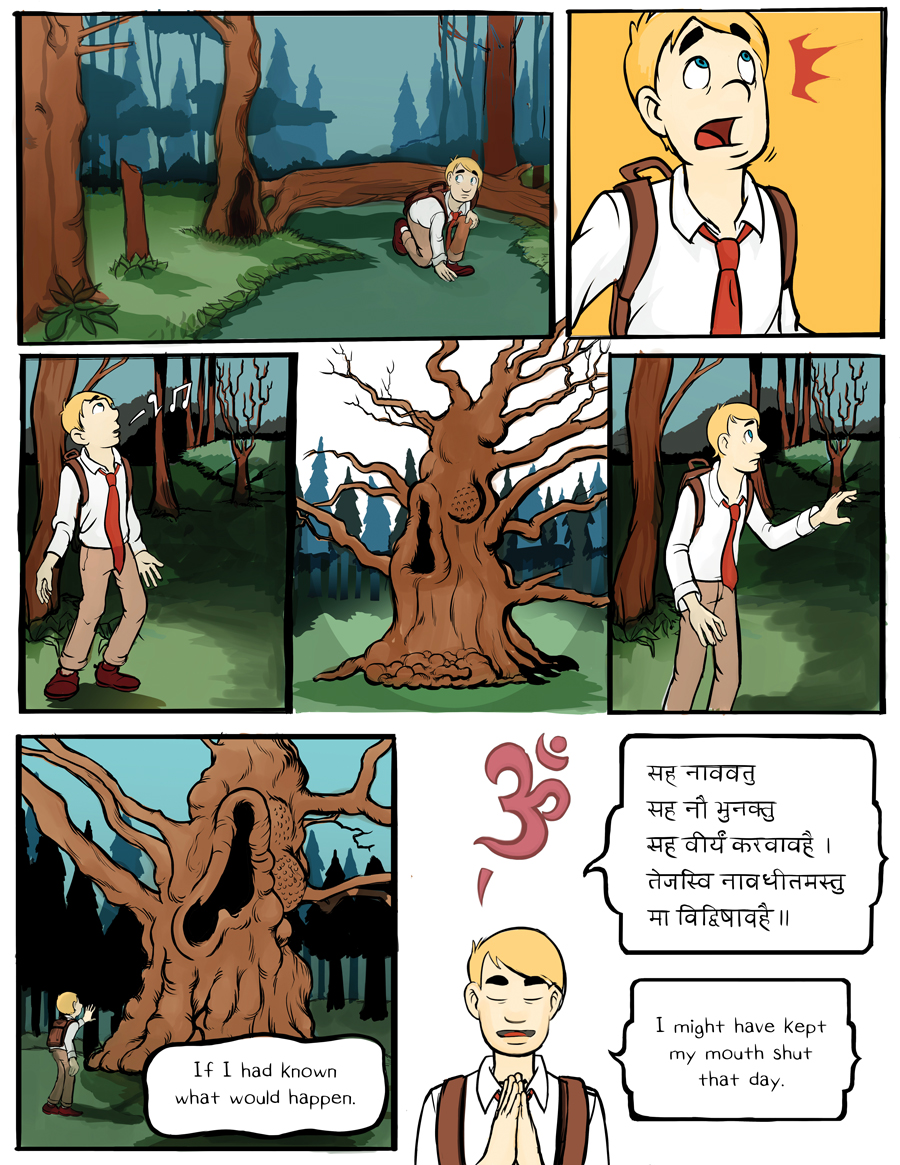 If I had known
what would happen.
ॐ
सह नाववतु
सह नौ भुनक्तु
सह वीर्यं करवावहै ।
तेजस्वि नावधीतमस्तु
मा विद्विषावहै ॥
I might have kept
my mouth shut
that day.